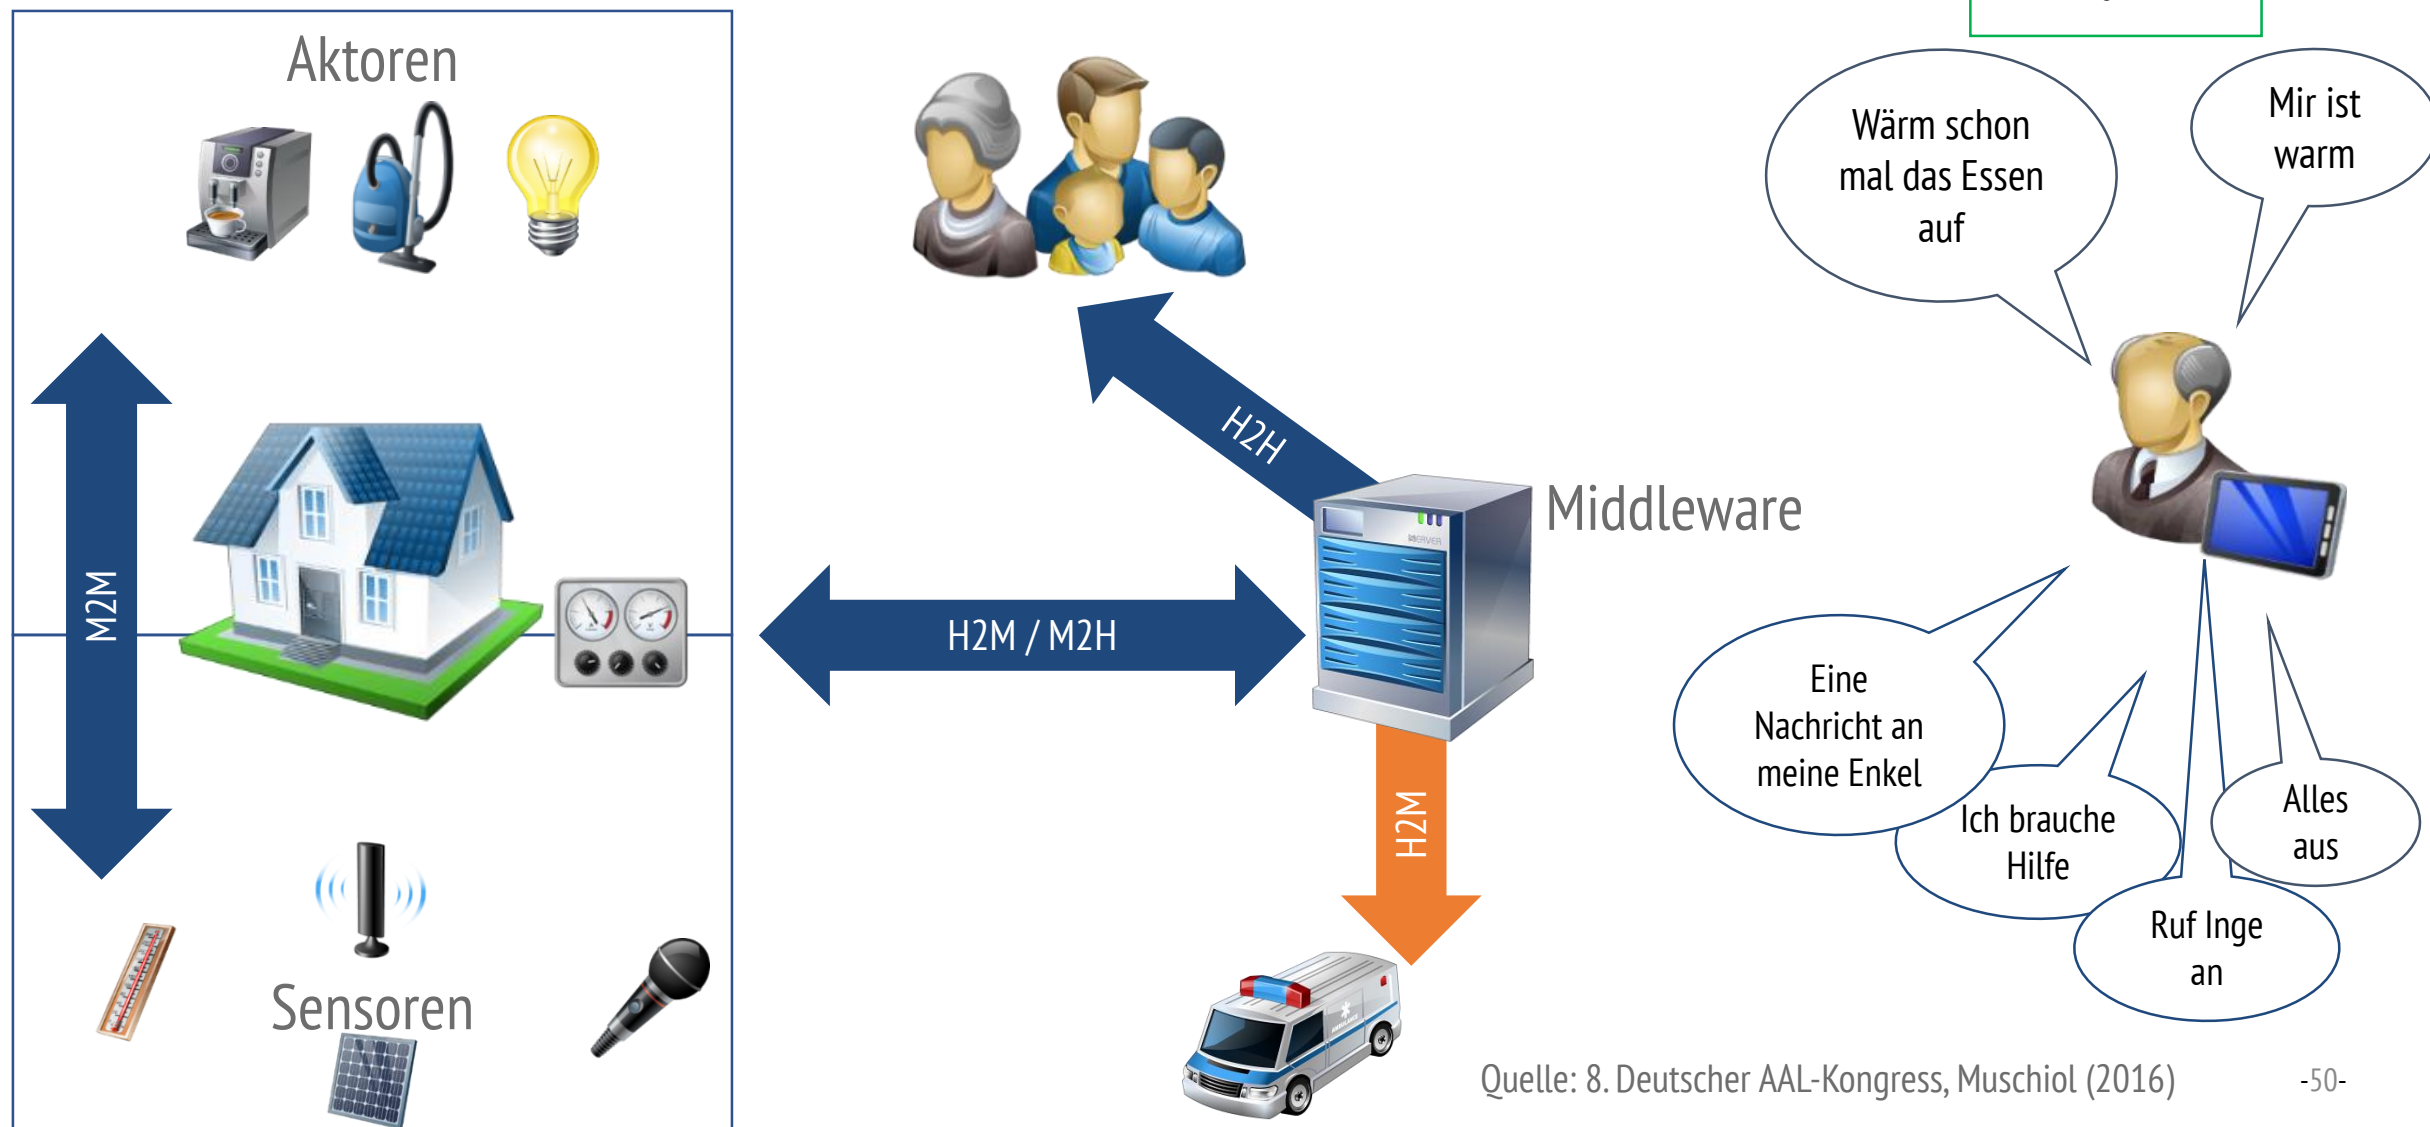 Aktoren
Wärm schon
mal das Essen
auf
Mir ist
warm
H2H
Middleware
SERVER
M2M
H2M / M2H
Eine
Nachricht an
meine Enkel
H2M
Ich brauche
Hilfe
Alles
aus
Ruf Inge
an
Sensoren
AMBULANCE
Quelle: 8. Deutscher AAL-Kongress, Muschiol (2016)
-50-